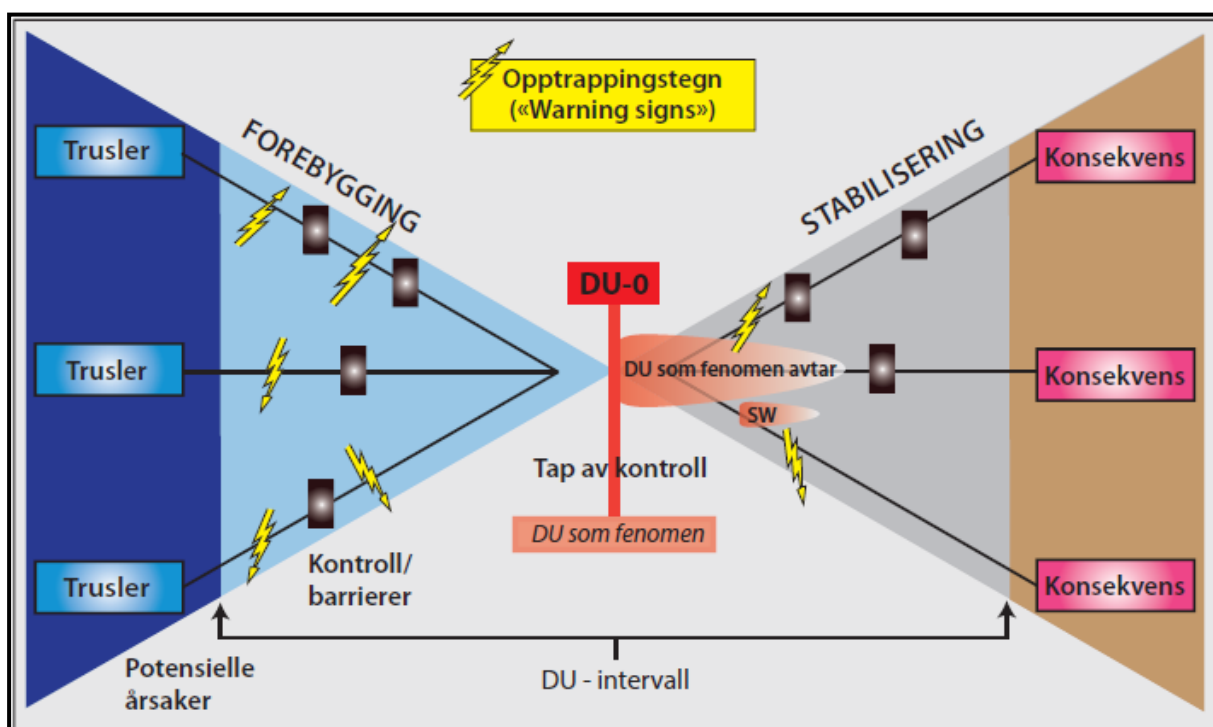 Opptrappingstegn
(«Warning signs»)
FOREBYGGING
STABILISERING
Trusler
Konsekvens
DU-0
Trusler
DU som fenomen avtar
Konsekvens
SW
Tap av kontroll
DU som fenomen
Trusler
Kontroll/
barrierer
Konsekvens
Potensielle
årsaker
DU - intervall